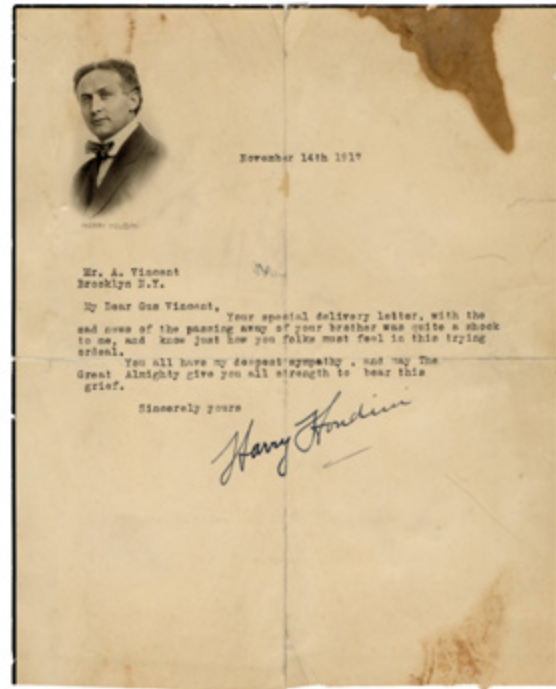 HARRY HOUDINI
November 14th 1917
Mr. A. Vincent
Brooklyn N.Y.
My Dear Gus Vincent,
Your special delivery letter, with the
sad news of the passing away of your brother was quite a shock
to me, and know just how you folks must feel in this trying
ordeal.
You all have my deepest sympathy , and may The
Great Almighty give you all strength to bear this
grief.
Sincerely yours
Harry Houdini